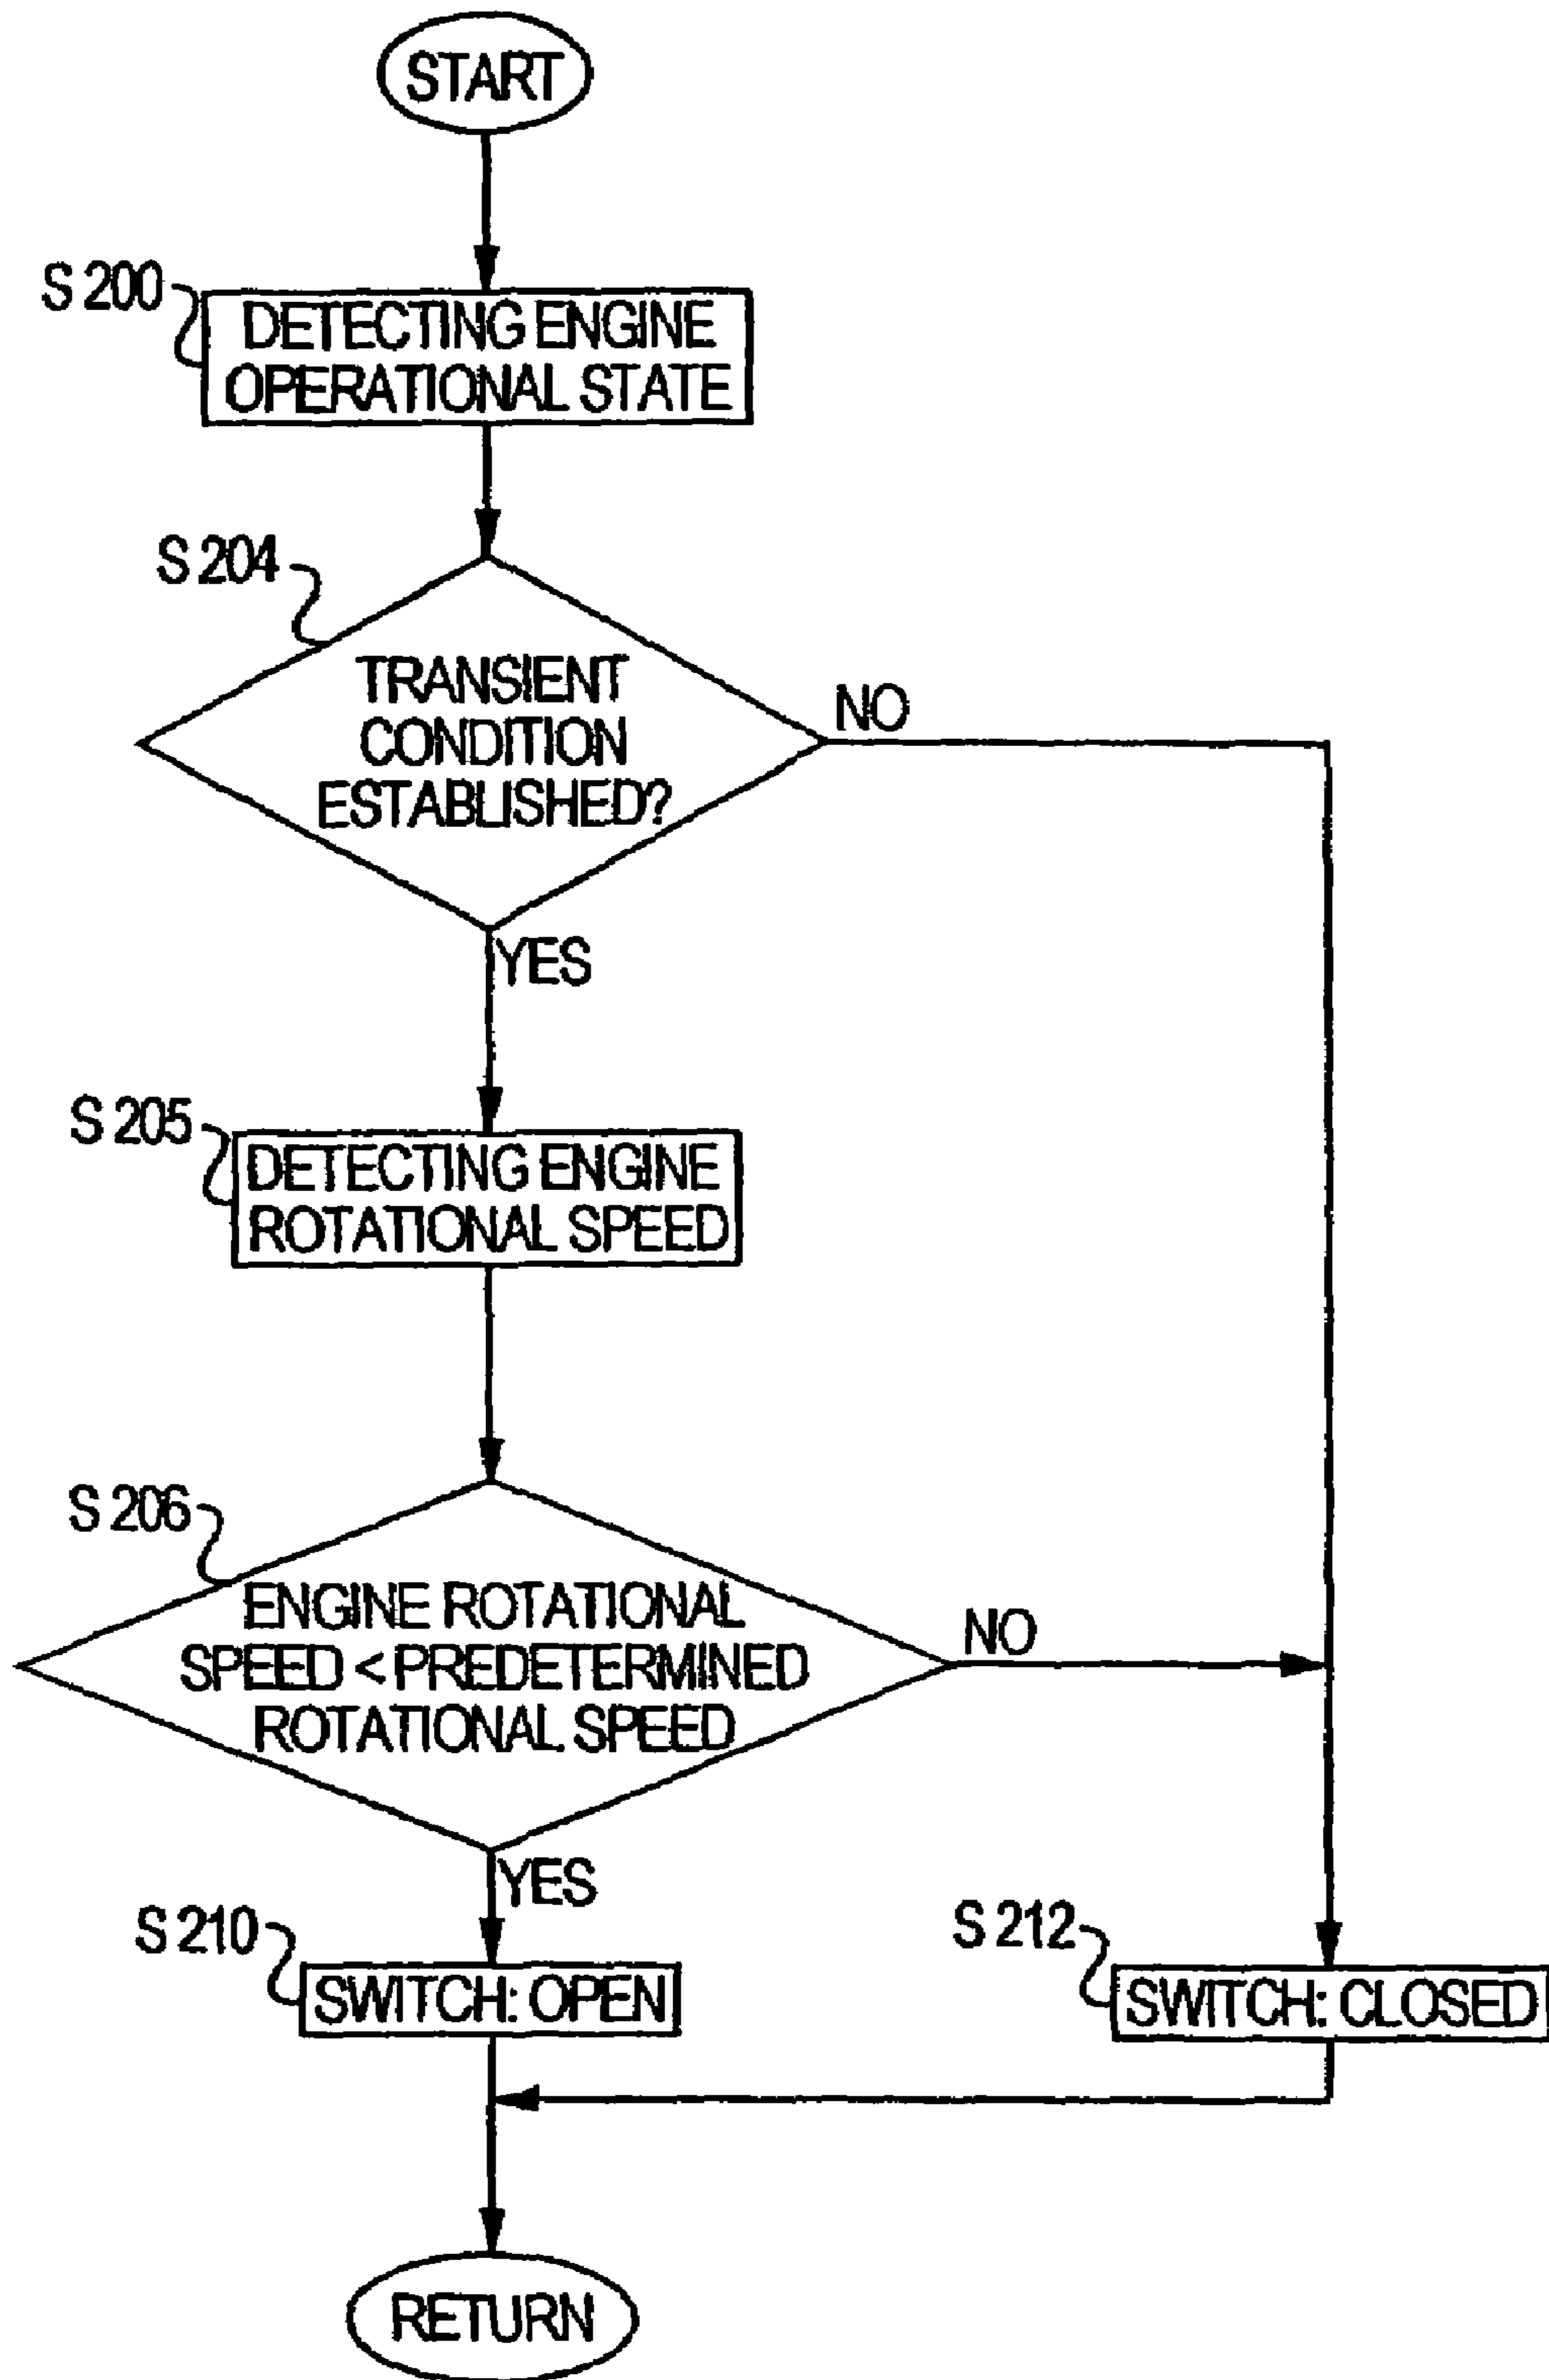 START
S 200
DETECTING ENGINE
OPERATIONAL STATE
S 204
TRANSIENT
CONDITION
ESTABLISHED?
NO
YES
S 205
DETECTING ENGINE
ROTATIONAL SPEED
S 206
ENGINE ROTATIONAL
SPEED < PREDETERMINED
ROTATIONAL SPEED
NO
YES
S 210
SWITCH: OPEN
S 212
SWITCH: CLOSED
RETURN